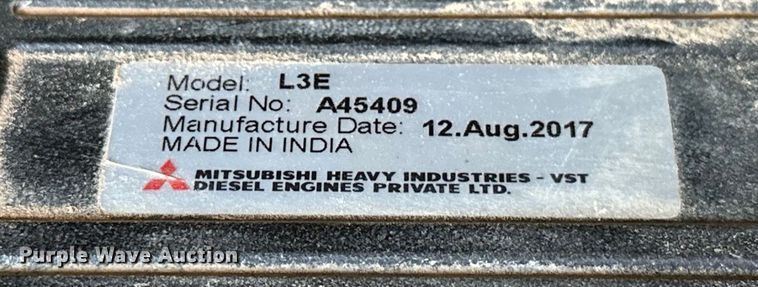 Model: L3E
Serial No: A45409
Manufacture Date: 12.Aug.2017
MADE IN INDIA
MITSUBISHI HEAVY INDUSTRIES - VST
DIESEL ENGINES PRIVATE LTD.
Purple Wave Auction